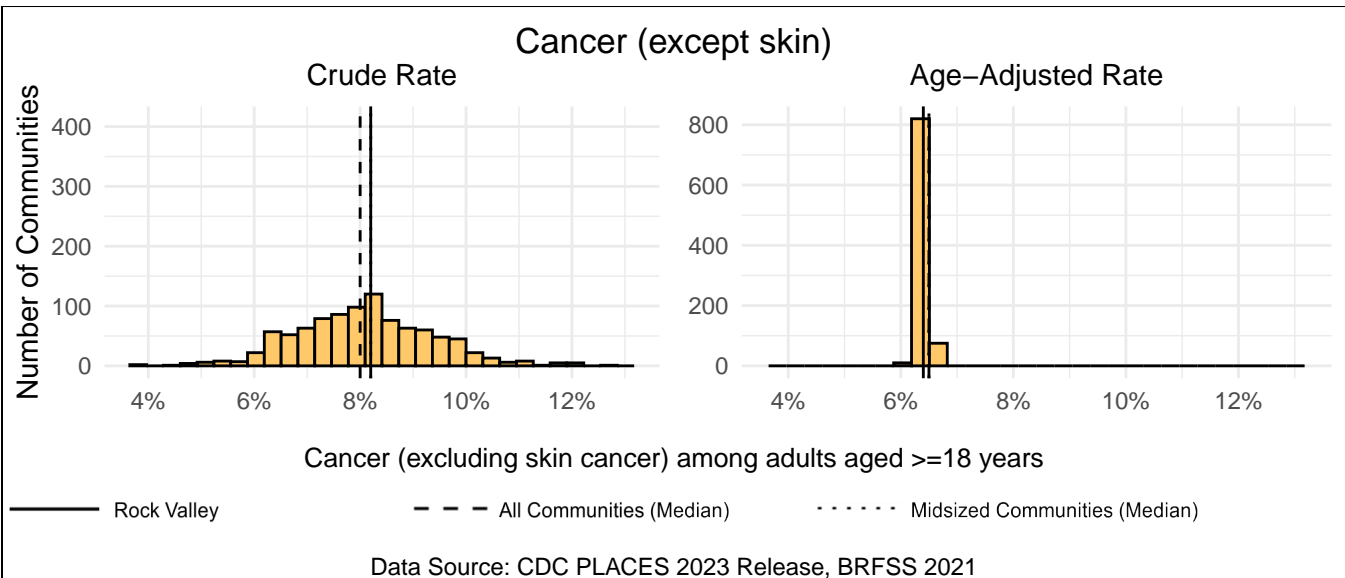 Cancer (except skin)
Crude Rate
Age−Adjusted Rate
Number of Communities
400
300
200
100
0
4%
6%
8%
10%
12%
800
600
400
200
0
4%
6%
8%
10%
12%
Cancer (excluding skin cancer) among adults aged >=18 years
Rock Valley
All Communities (Median)
Midsized Communities (Median)
Data Source: CDC PLACES 2023 Release, BRFSS 2021